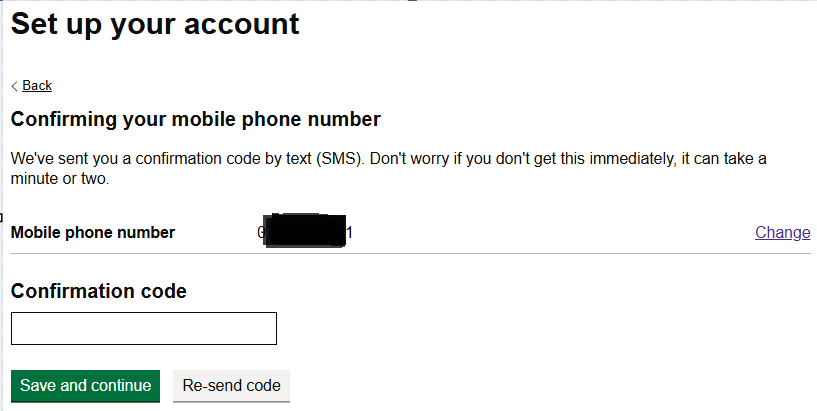 Set up your account
Back
Confirming your mobile phone number
We've sent you a confirmation code by text (SMS). Don't worry if you don't get this immediately, it can take a
minute or two.
Mobile phone number 0 1 Change
Confirmation code
Save and continue Re-send code